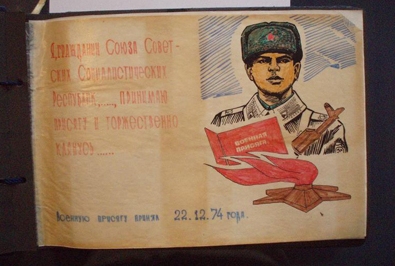 гражданин Союза Совет-
ских Социалистических
Республик......, принимаю
присягу и торжественно
клянусь......
ВОЕННАЯ
ПРИСЯГА
Военную присягу принял 22.12.74 года.